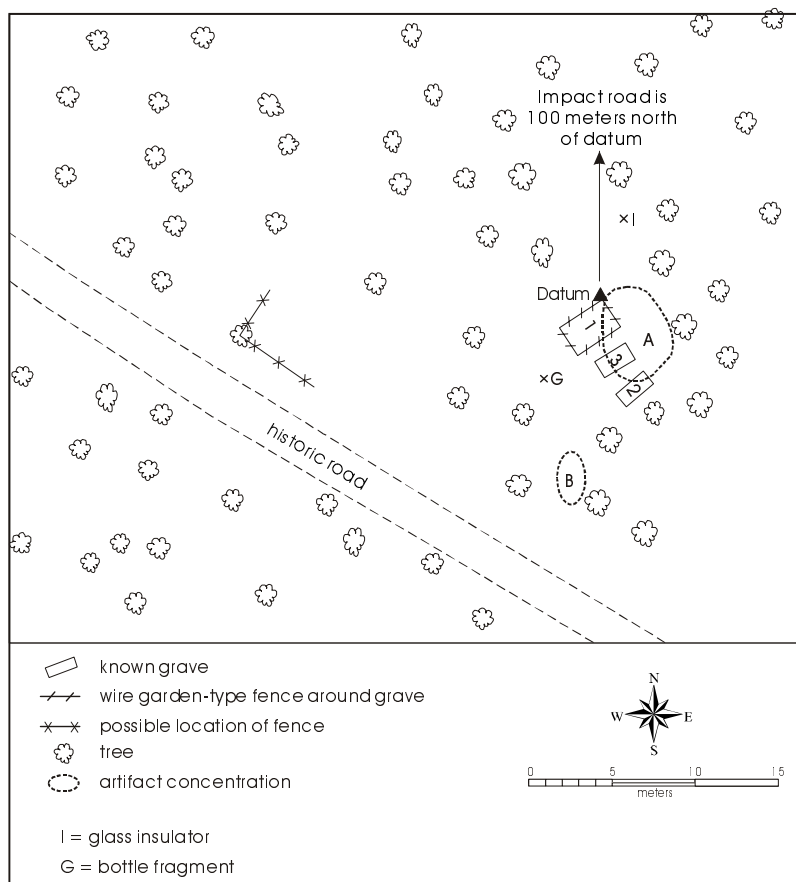 Impact road is
100 meters north
of datum
×I
Datum
1
A
3
×G
2
B
historic road
known grave
wire garden-type fence around grave
possible location of fence
tree
artifact concentration
I = glass insulator
G = bottle fragment
N
W E
S
0 5 10 15
meters